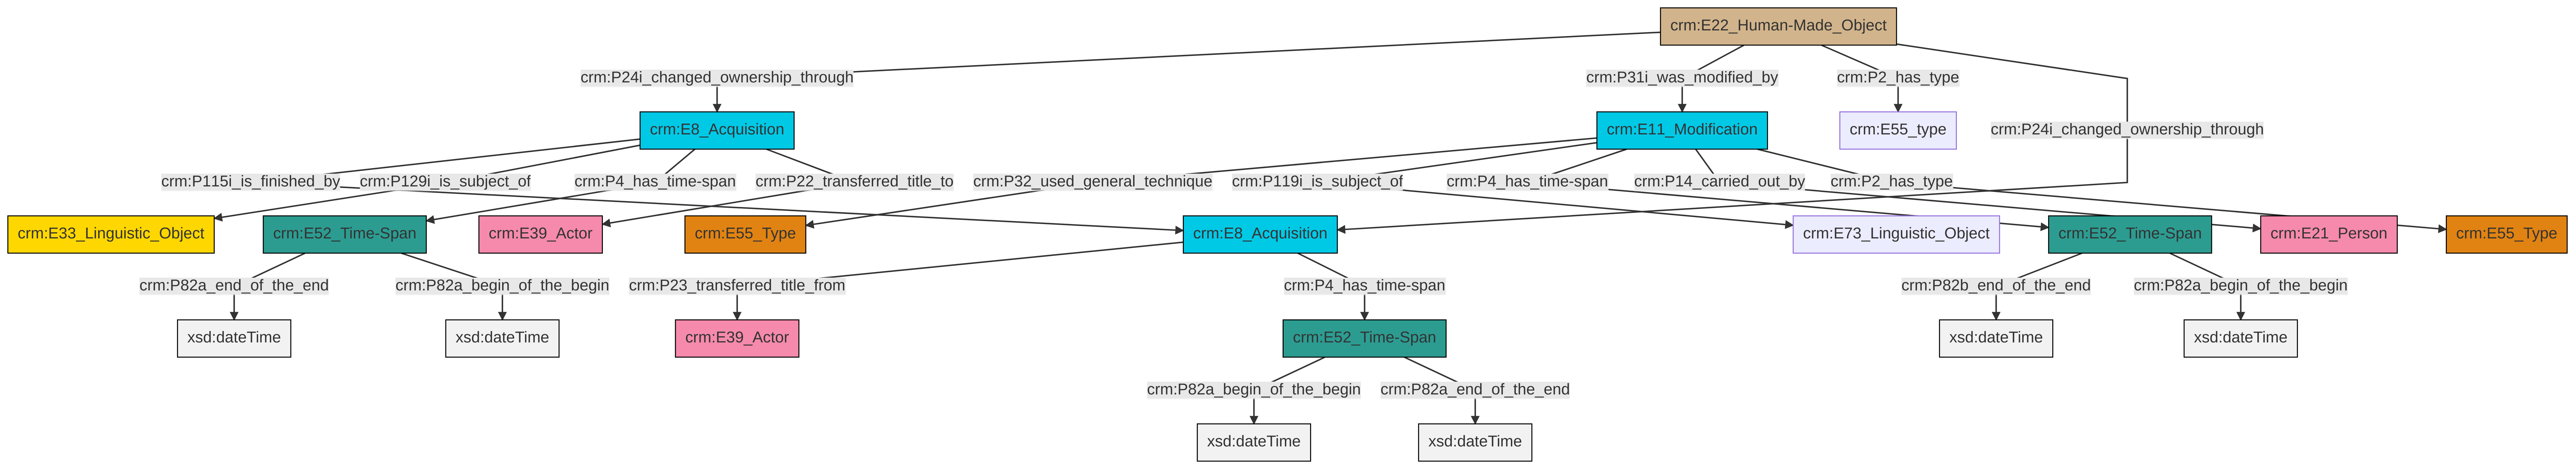 crm:E22_Human-Made_Object
crm:P24i_changed_ownership_through
crm:P31i_was_modified_by
crm:P2_has_type
crm:E8_Acquisition
crm:E11_Modification
crm:E55_type
crm:P24i_changed_ownership_through
crm:P115i_is_finished_by
crm:P129i_is_subject_of
crm:P4_has_time-span
crm:P22_transferred_title_to
crm:P32_used_general_technique
crm:P119i_is_subject_of
crm:P4_has_time-span
crm:P14_carried_out_by
crm:P2_has_type
crm:E33_Linguistic_Object
crm:E52_Time-Span
crm:E39_Actor
crm:E55_Type
crm:E8_Acquisition
crm:E73_Linguistic_Object
crm:E52_Time-Span
crm:E21_Person
crm:E55_Type
crm:P82a_end_of_the_end
crm:P82a_begin_of_the_begin
crm:P23_transferred_title_from
crm:P4_has_time-span
crm:P82b_end_of_the_end
crm:P82a_begin_of_the_begin
xsd:dateTime
xsd:dateTime
crm:E39_Actor
crm:E52_Time-Span
xsd:dateTime
xsd:dateTime
crm:P82a_begin_of_the_begin
crm:P82a_end_of_the_end
xsd:dateTime
xsd:dateTime